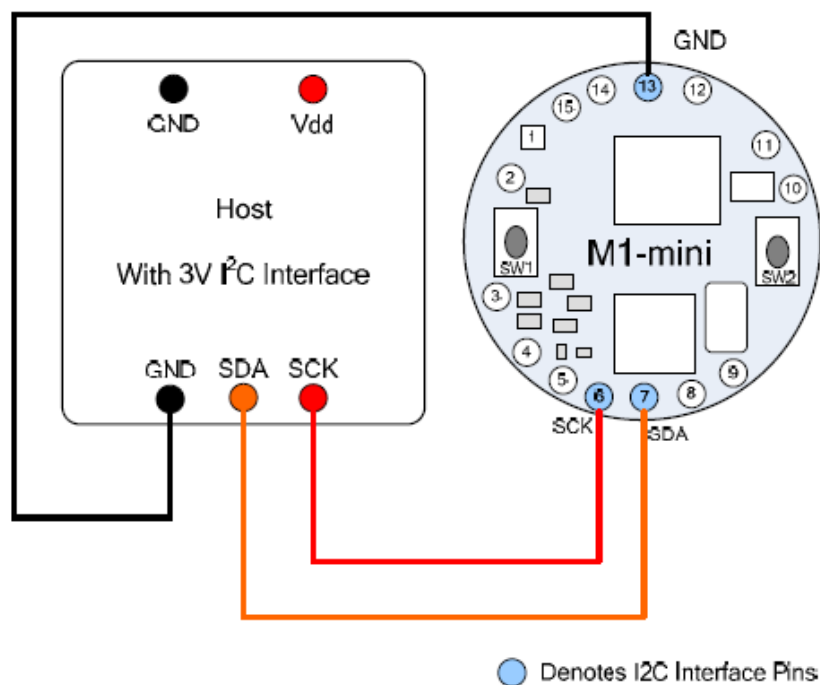 GND
14
13
12
15
GND
Vdd
1
11
2
10
Host
M1-mini
With 3V I²C Interface
SW1
SW2
3
4
GND SDA SCK
5
6
7
8
9
SCK
SDA
Denotes I2C Interface Pins